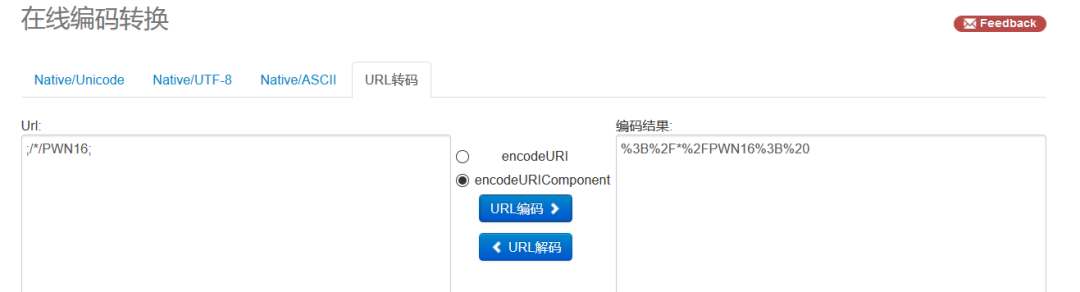 在线编码转换
Feedback
Native/Unicode Native/UTF-8 Native/ASCII URL转码
Url:
;/*/PWN16;
encodeURI
encodeURIComponent
URL编码
URL解码
编码结果:
%3B%2F*%2FPWN16%3B%20